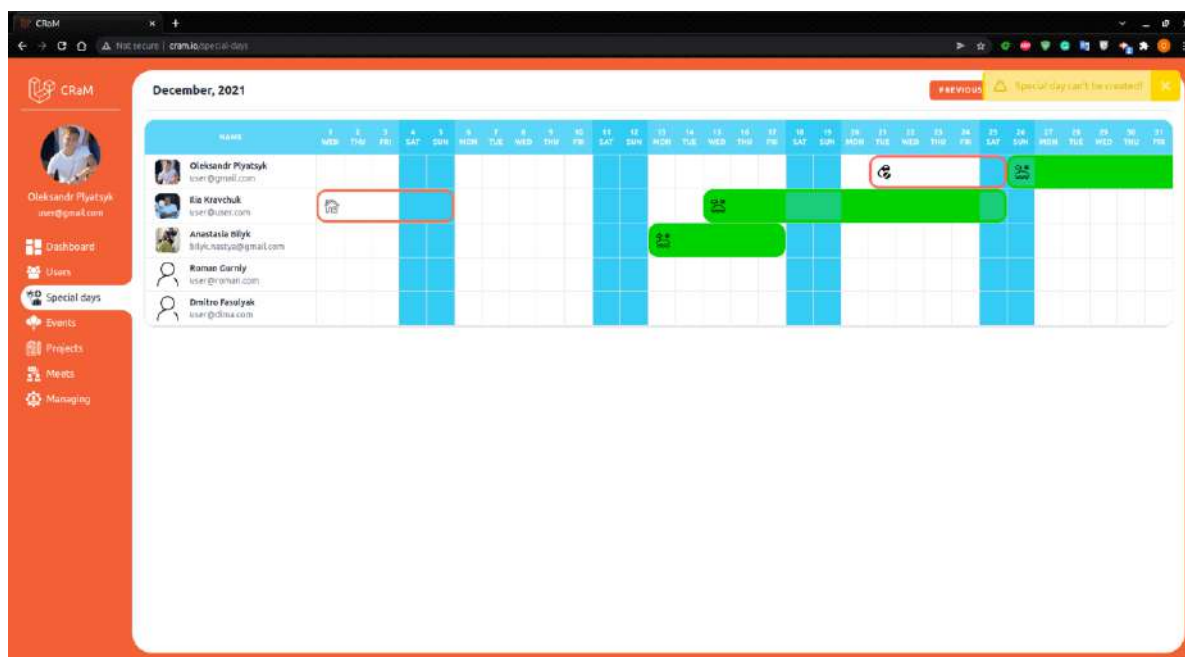 CRaM
Not secure | cram.io/special-days
CRaM
December, 2021
PREVIOUS
Special day can't be created!
NAME
1 2 3 4 5 6 7 8 9 10 11 12 13 14 15 16 17 18 19 20 21 22 23 24 25 26 27 28 29 30 31
WED THU FRI SAT SUN MON TUE WED THU FRI SAT SUN MON TUE WED THU FRI SAT SUN MON TUE WED THU FRI SAT SUN MON TUE WED THU FRI
Oleksandr Plyatsyk
user@gmail.com
Ilia Kravchuk
user@user.com
Anastasia Bilyk
bilyk.nastya@gmail.com
Roman Gurniy
user@roman.com
Dmitro Fasulyak
user@dima.com
Oleksandr Plyatsyk
user@gmail.com
Dashboard
Users
Special days
Events
Projects
Meets
Managing